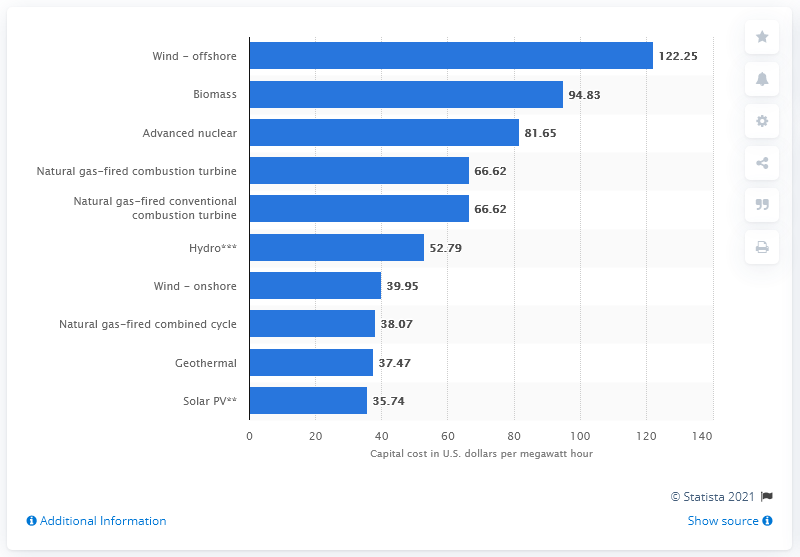 Wind - offshore 122.25
Biomass 94.83
Advanced nuclear 81.65
Natural gas-fired combustion turbine 66.62
Natural gas-fired conventional
combustion turbine 66.62
Hydro*** 52.79
Wind - onshore 39.95
Natural gas-fired combined cycle 38.07
Geothermal 37.47
Solar PV** 35.74
0 20 40 60 80 100 120 140
Capital cost in U.S. dollars per megawatt hour
© Statista 2021
Additional Information Show source